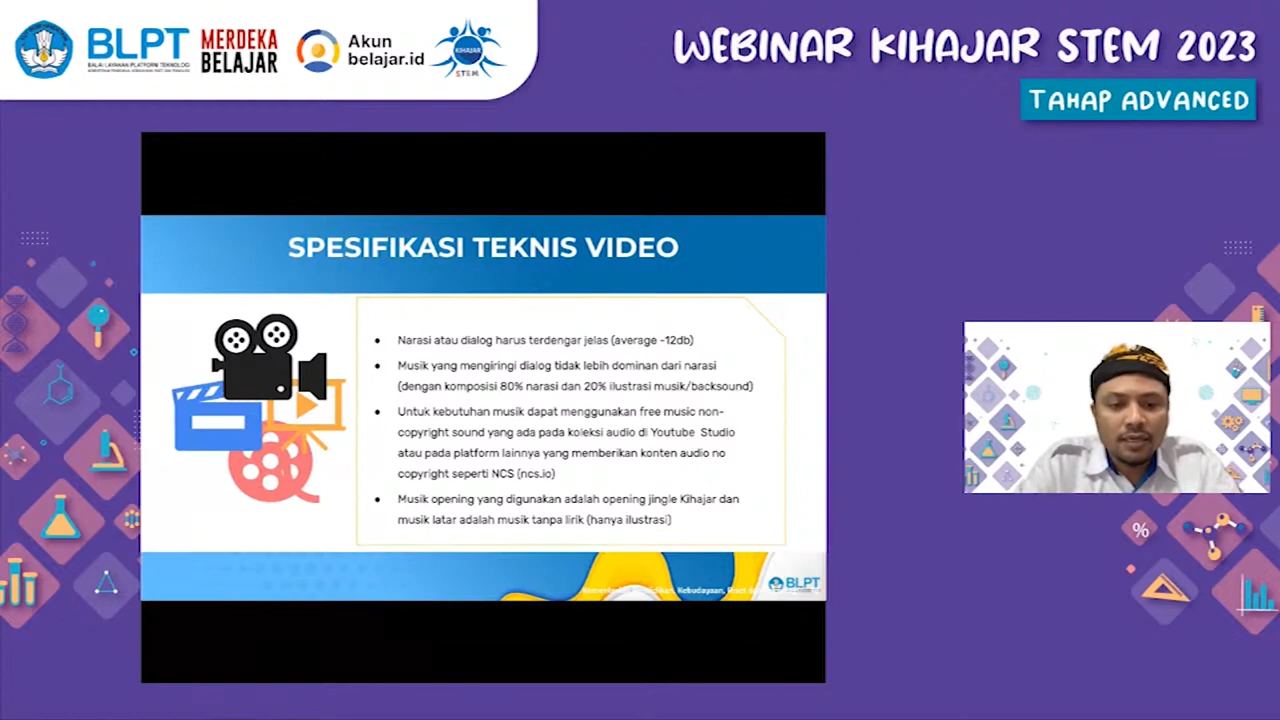 BLPT
BALAI LAYANAN PLATFORM TEKNOLOGI
MERDEKA
BELAJAR
Akun
belajar.id
KIHAJAR
STEM
WEBINAR KIHAJAR STEM 2023
TAHAP ADVANCED
SPESIFIKASI TEKNIS VIDEO
• Narasi atau dialog harus terdengar jelas (average -12db)
• Musik yang mengiringi dialog tidak lebih dominan dari narasi
(dengan komposisi 80% narasi dan 20% ilustrasi musik/backsound)
• Untuk kebutuhan musik dapat menggunakan free music non-
copyright sound yang ada pada koleksi audio di Youtube Studio
atau pada platform lainnya yang memberikan konten audio no
copyright seperti NCS (ncs.io)
• Musik opening yang digunakan adalah opening jingle Kihajar dan
musik latar adalah musik tanpa lirik (hanya ilustrasi)
Kebudayaan,
BLPT
%